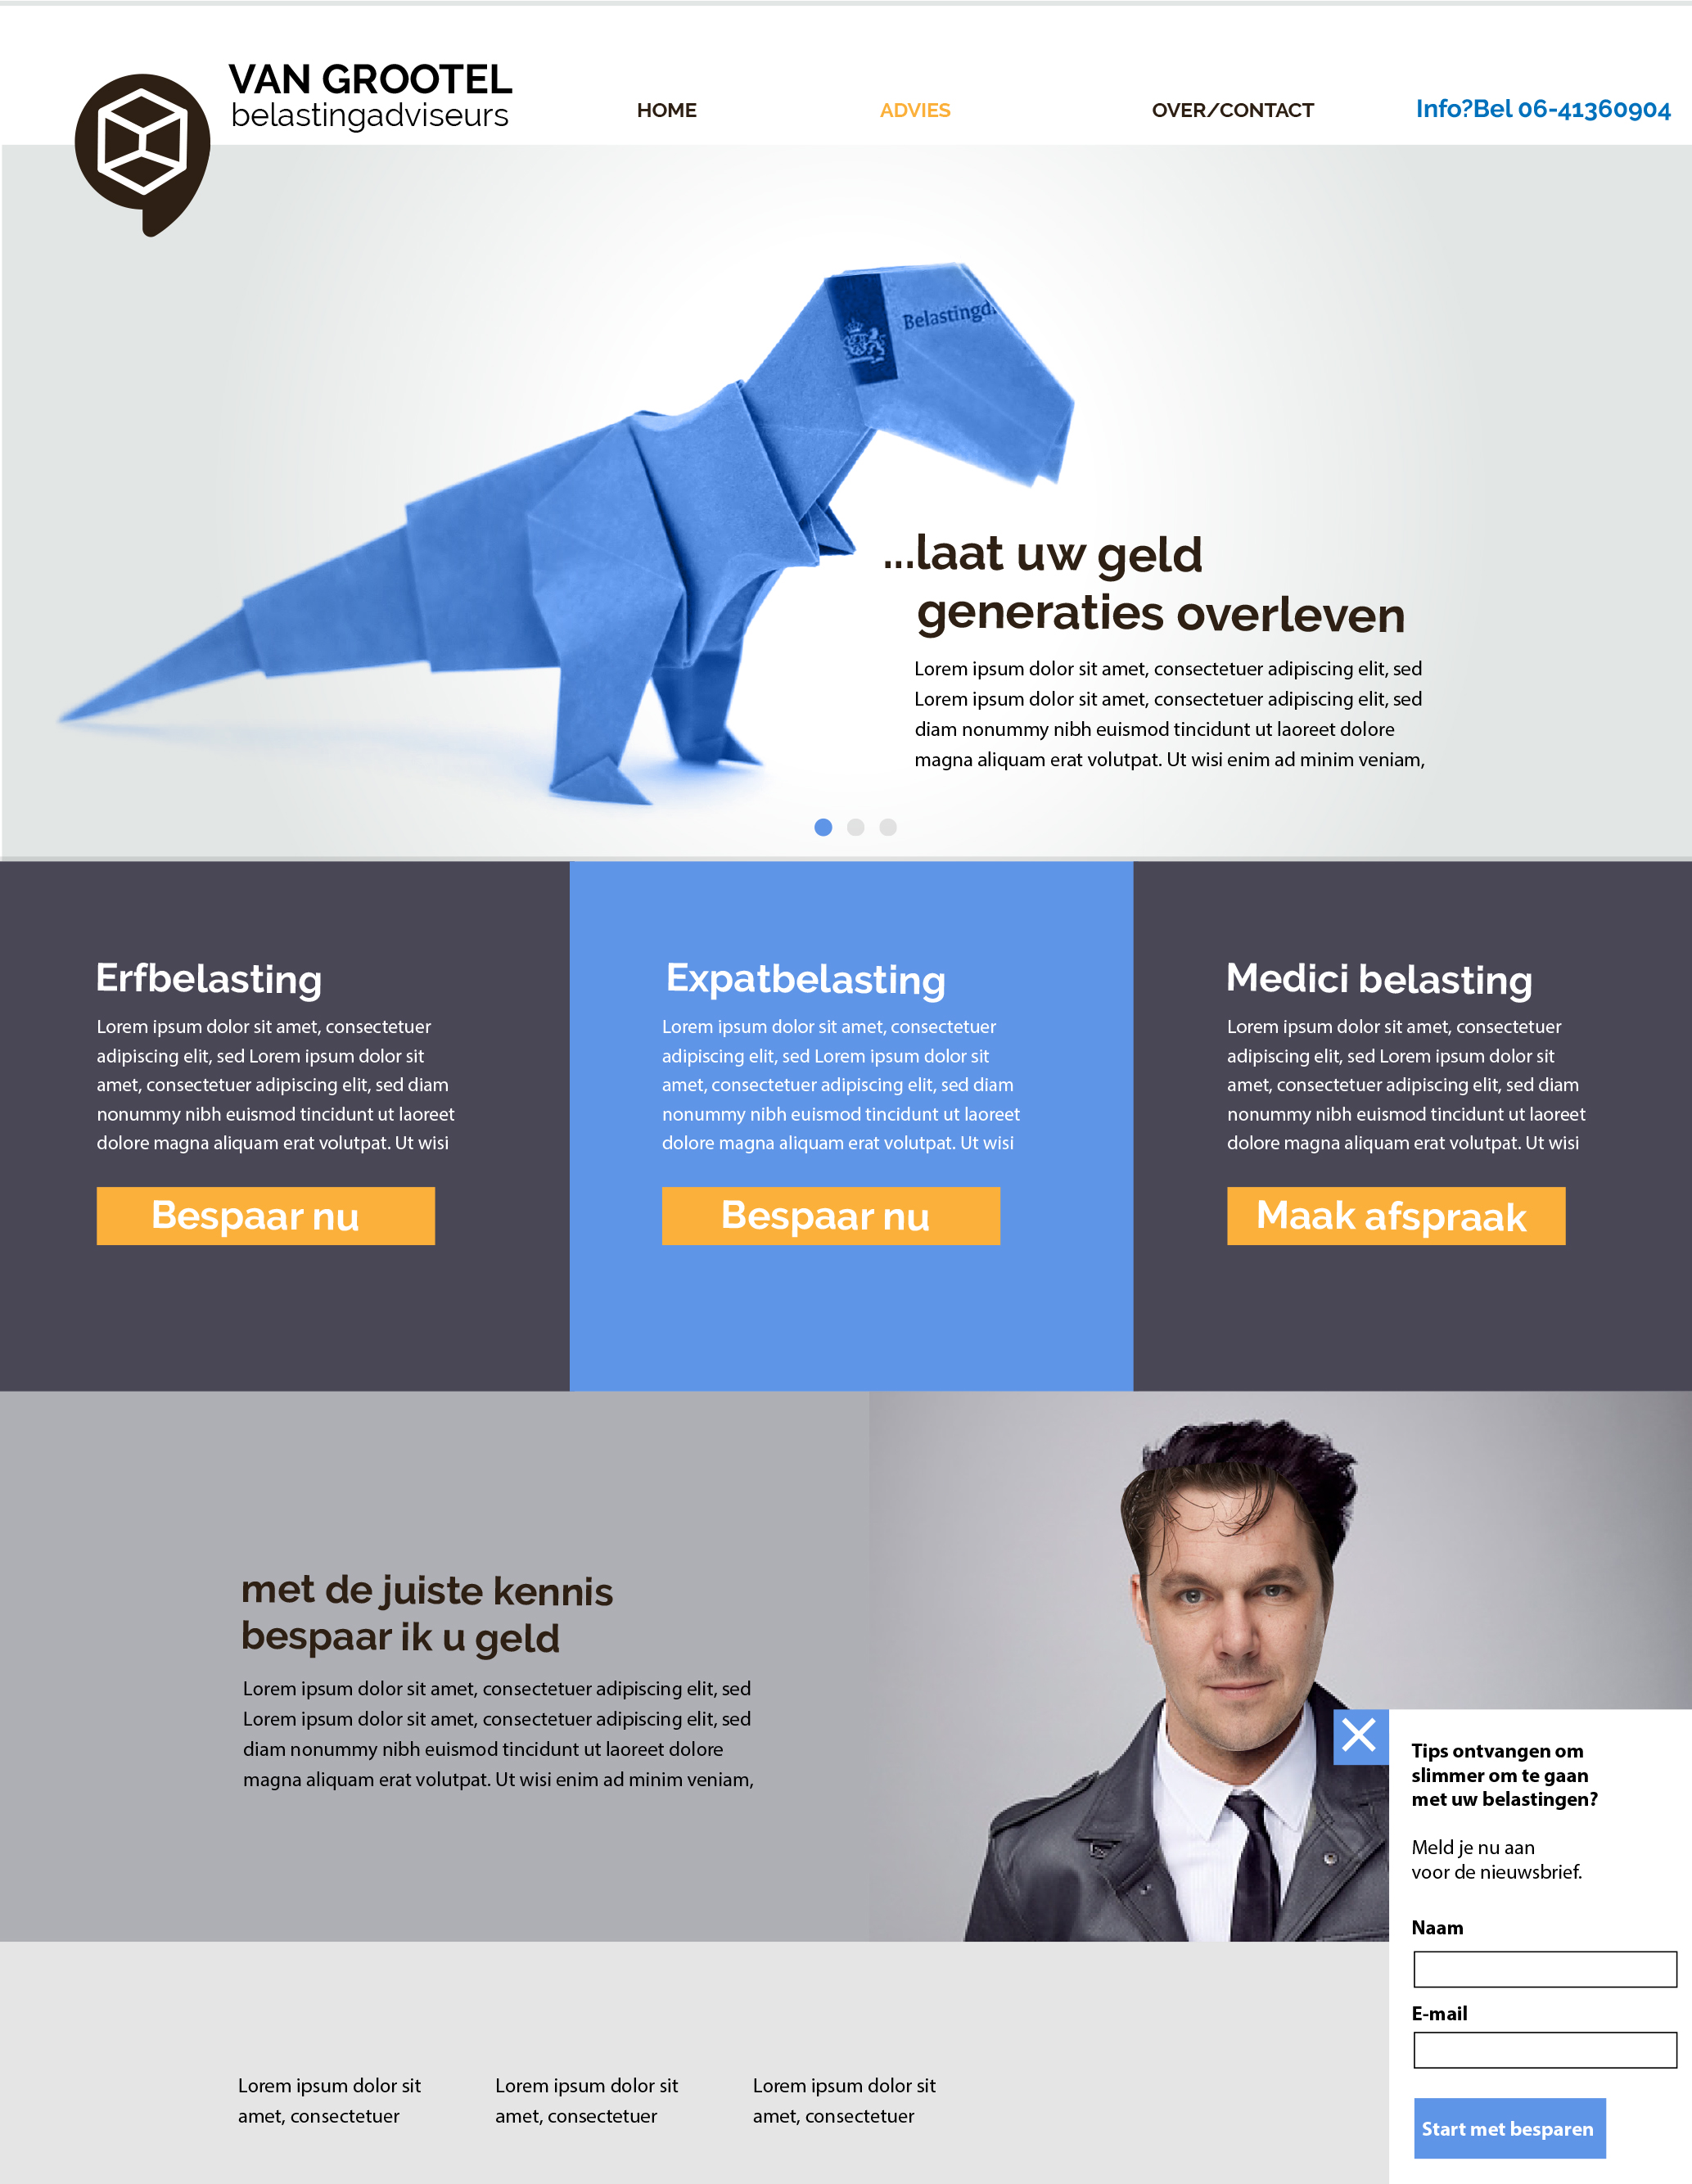 VAN GROOTEL
belastingadviseurs
HOME
ADVIES
OVER/CONTACT
Info?Bel 06-41360904
Belastingd
...laat uw geld
generaties overleven
Lorem ipsum dolor sit amet, consectetuer adipiscing elit, sed
Lorem ipsum dolor sit amet, consectetuer adipiscing elit, sed
diam nonummy nibh euismod tincidunt ut laoreet dolore
magna aliquam erat volutpat. Ut wisi enim ad minim veniam,
Erfbelasting
Lorem ipsum dolor sit amet, consectetuer
adipiscing elit, sed Lorem ipsum dolor sit
amet, consectetuer adipiscing elit, sed diam
nonummy nibh euismod tincidunt ut laoreet
dolore magna aliquam erat volutpat. Ut wisi
Bespaar nu
Expatbelasting
Lorem ipsum dolor sit amet, consectetuer
adipiscing elit, sed Lorem ipsum dolor sit
amet, consectetuer adipiscing elit, sed diam
nonummy nibh euismod tincidunt ut laoreet
dolore magna aliquam erat volutpat. Ut wisi
Bespaar nu
Medici belasting
Lorem ipsum dolor sit amet, consectetuer
adipiscing elit, sed Lorem ipsum dolor sit
amet, consectetuer adipiscing elit, sed diam
nonummy nibh euismod tincidunt ut laoreet
dolore magna aliquam erat volutpat. Ut wisi
Maak afspraak
met de juiste kennis
bespaar ik u geld
Lorem ipsum dolor sit amet, consectetuer adipiscing elit, sed
Lorem ipsum dolor sit amet, consectetuer adipiscing elit, sed
diam nonummy nibh euismod tincidunt ut laoreet dolore
magna aliquam erat volutpat. Ut wisi enim ad minim veniam,
Tips ontvangen om
slimmer om te gaan
met uw belastingen?
Meld je nu aan
voor de nieuwsbrief.
Naam
E-mail
Start met besparen
Lorem ipsum dolor sit
amet, consectetuer
Lorem ipsum dolor sit
amet, consectetuer
Lorem ipsum dolor sit
amet, consectetuer